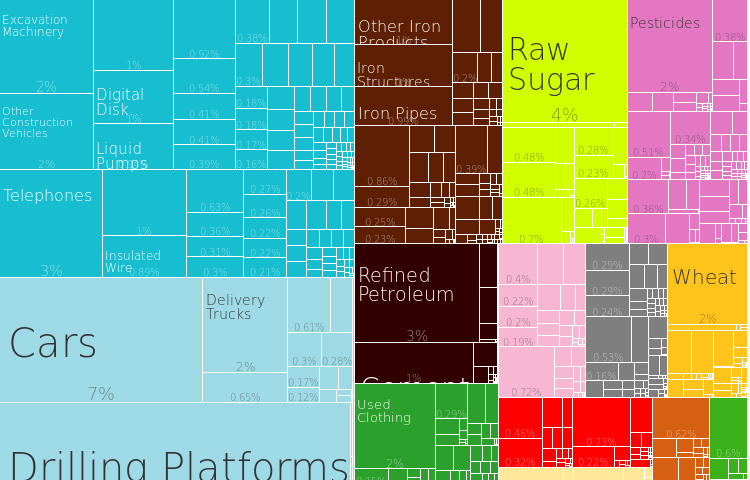 Excavation
Machinery
2%
Other
Construction
Vehicles
2%
1%
Digital
Disk...
1%
Liquid
Pumps
0.92%
0.54%
0.41%
0.41%
0.39%
0.38%
0.3%
0.18%
0.18%
0.17%
0.16%
Telephones
3%
1%
Insulated
Wire
0.89%
0.63%
0.36%
0.31%
0.3%
0.27%
0.26%
0.22%
0.22%
0.21%
0.2%
Cars
7%
Delivery
Trucks
2%
0.65%
0.61%
0.3%
0.28%
0.17%
0.12%
Drilling Platforms
Other Iron
Products
Iron
Structures
Iron Pipes
0.99%
0.86%
0.29%
0.25%
0.23%
0.2%
0.39%
Raw
Sugar
4%
0.48%
0.48%
0.7%
0.28%
0.23%
0.26%
Pesticides
2%
0.38%
0.51%
0.2%
0.36%
0.3%
0.34%
Refined
Petroleum
3%
1%
Cement
Used
Clothing
2%
0.29%
0.15%
0.4%
0.22%
0.2%
0.19%
0.72%
0.29%
0.29%
0.24%
0.53%
0.16%
Wheat
2%
0.46%
0.32%
0.73%
0.22%
0.62%
0.6%